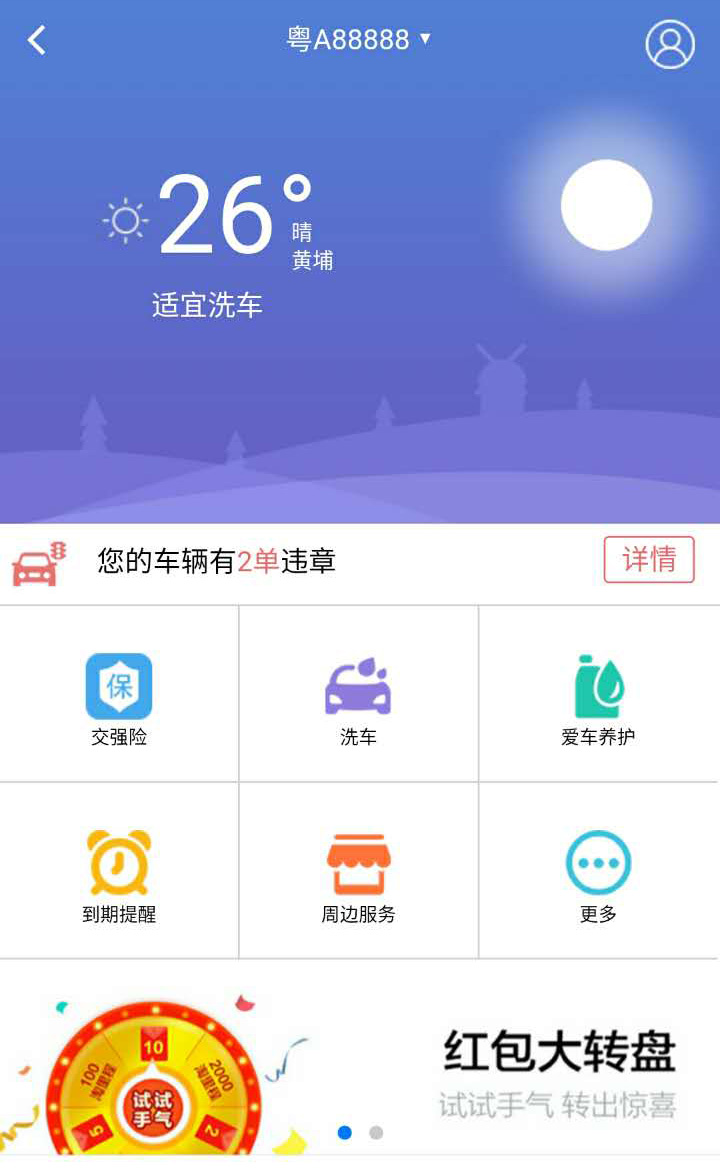 粤A88888
26°
晴
黄埔
适宜洗车
您的车辆有2单违章
详情
保
交强险
洗车
爱车养护
到期提醒
周边服务
更多
10
100
淘里程
2000
淘里程
试试
手气
5
2
红包大转盘
试试手气 转出惊喜